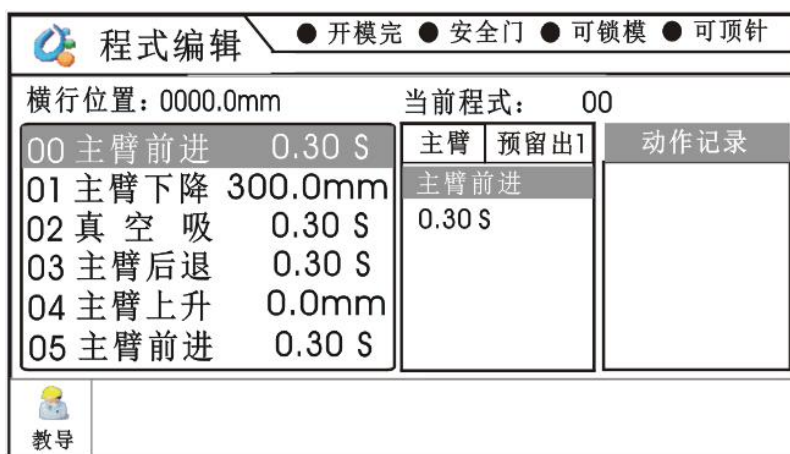 程式编辑 ● 开模完 ● 安全门 ● 可锁模 ● 可顶针
横行位置：0000.0mm 当前程式： 00
00 主臂前进 0.30 S
01 主臂下降 300.0mm
02 真 空 吸 0.30 S
03 主臂后退 0.30 S
04 主臂上升 0.0mm
05 主臂前进 0.30 S
主臂 预留出1
主臂前进
0.30 S
动作记录
教导